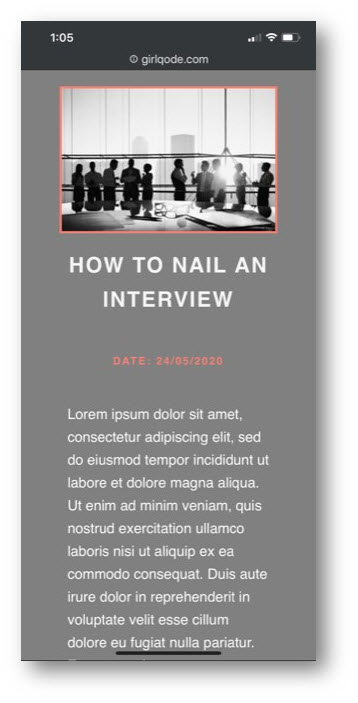 1:05
girlqode.com
HOW TO NAIL AN
INTERVIEW
DATE: 24/05/2020
Lorem ipsum dolor sit amet,
consectetur adipiscing elit, sed
do eiusmod tempor incididunt ut
labore et dolore magna aliqua.
Ut enim ad minim veniam, quis
nostrud exercitation ullamco
laboris nisi ut aliquip ex ea
commodo consequat. Duis aute
irure dolor in reprehenderit in
voluptate velit esse cillum
dolore eu fugiat nulla pariatur.